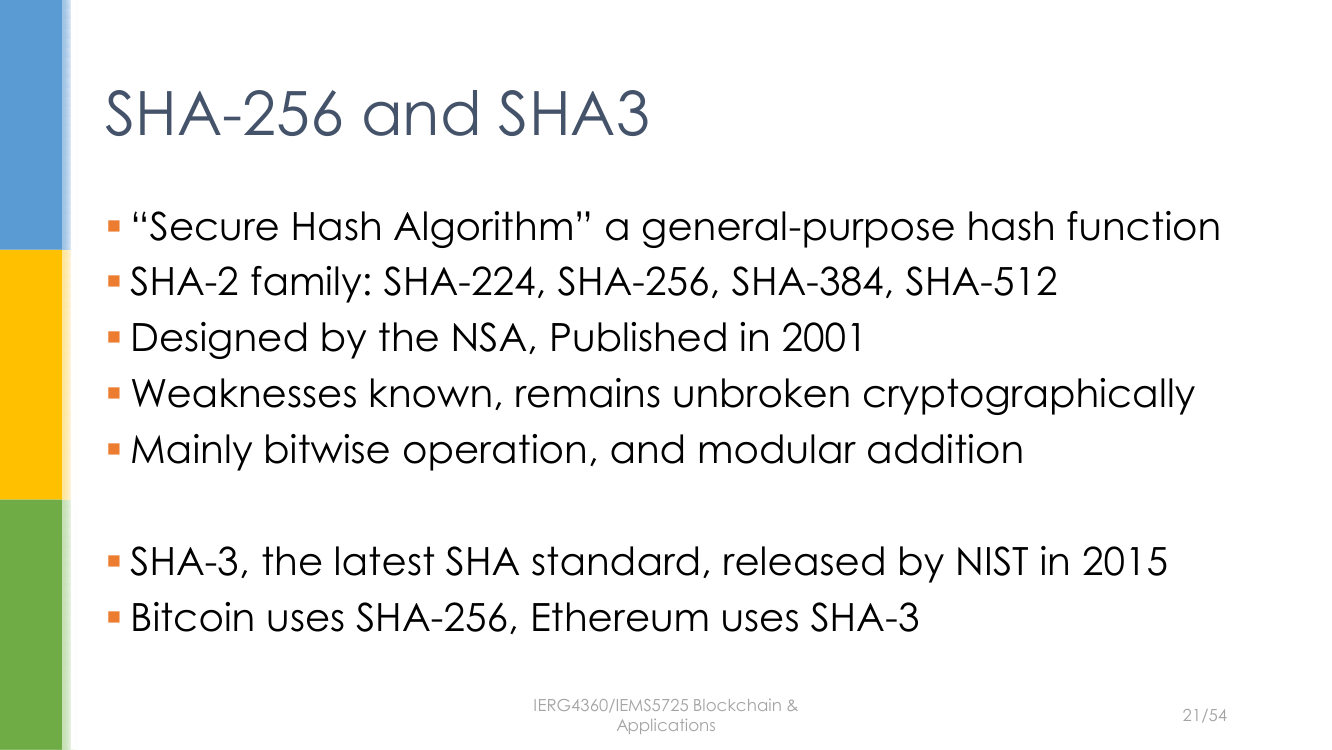 SHA-256 and SHA3
“Secure Hash Algorithm” a general-purpose hash function
SHA-2 family: SHA-224, SHA-256, SHA-384, SHA-512
Designed by the NSA, Published in 2001
Weaknesses known, remains unbroken cryptographically
Mainly bitwise operation, and modular addition
SHA-3, the latest SHA standard, released by NIST in 2015
Bitcoin uses SHA-256, Ethereum uses SHA-3
IERG4360/IEMS5725 Blockchain &
Applications
21/54